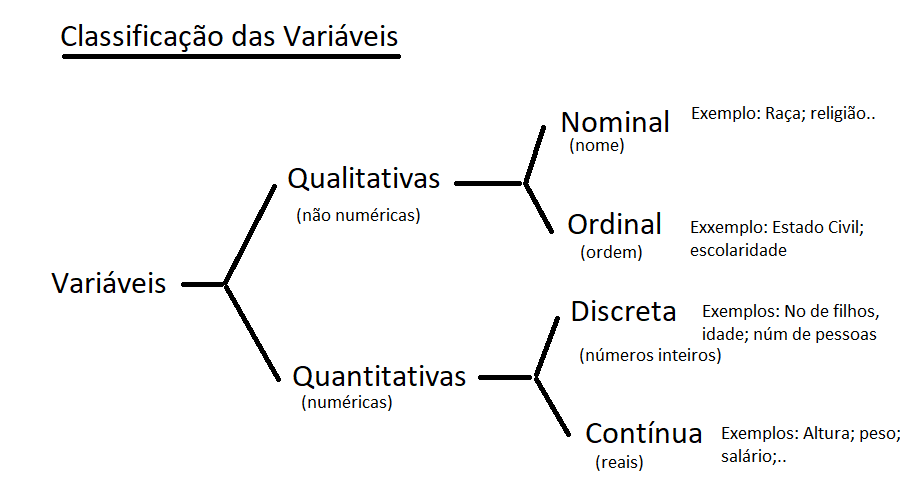 Classificação das Variáveis
Nominal
(nome)
Exemplo: Raça; religião..
Qualitativas
(não numéricas)
Ordinal
(ordem)
Exxemplo: Estado Civil;
escolaridade
Variáveis
Discreta
(números inteiros)
Exemplos: No de filhos,
idade; núm de pessoas
Quantitativas
(numéricas)
Contínua
(reais)
Exemplos: Altura; peso;
salário;..